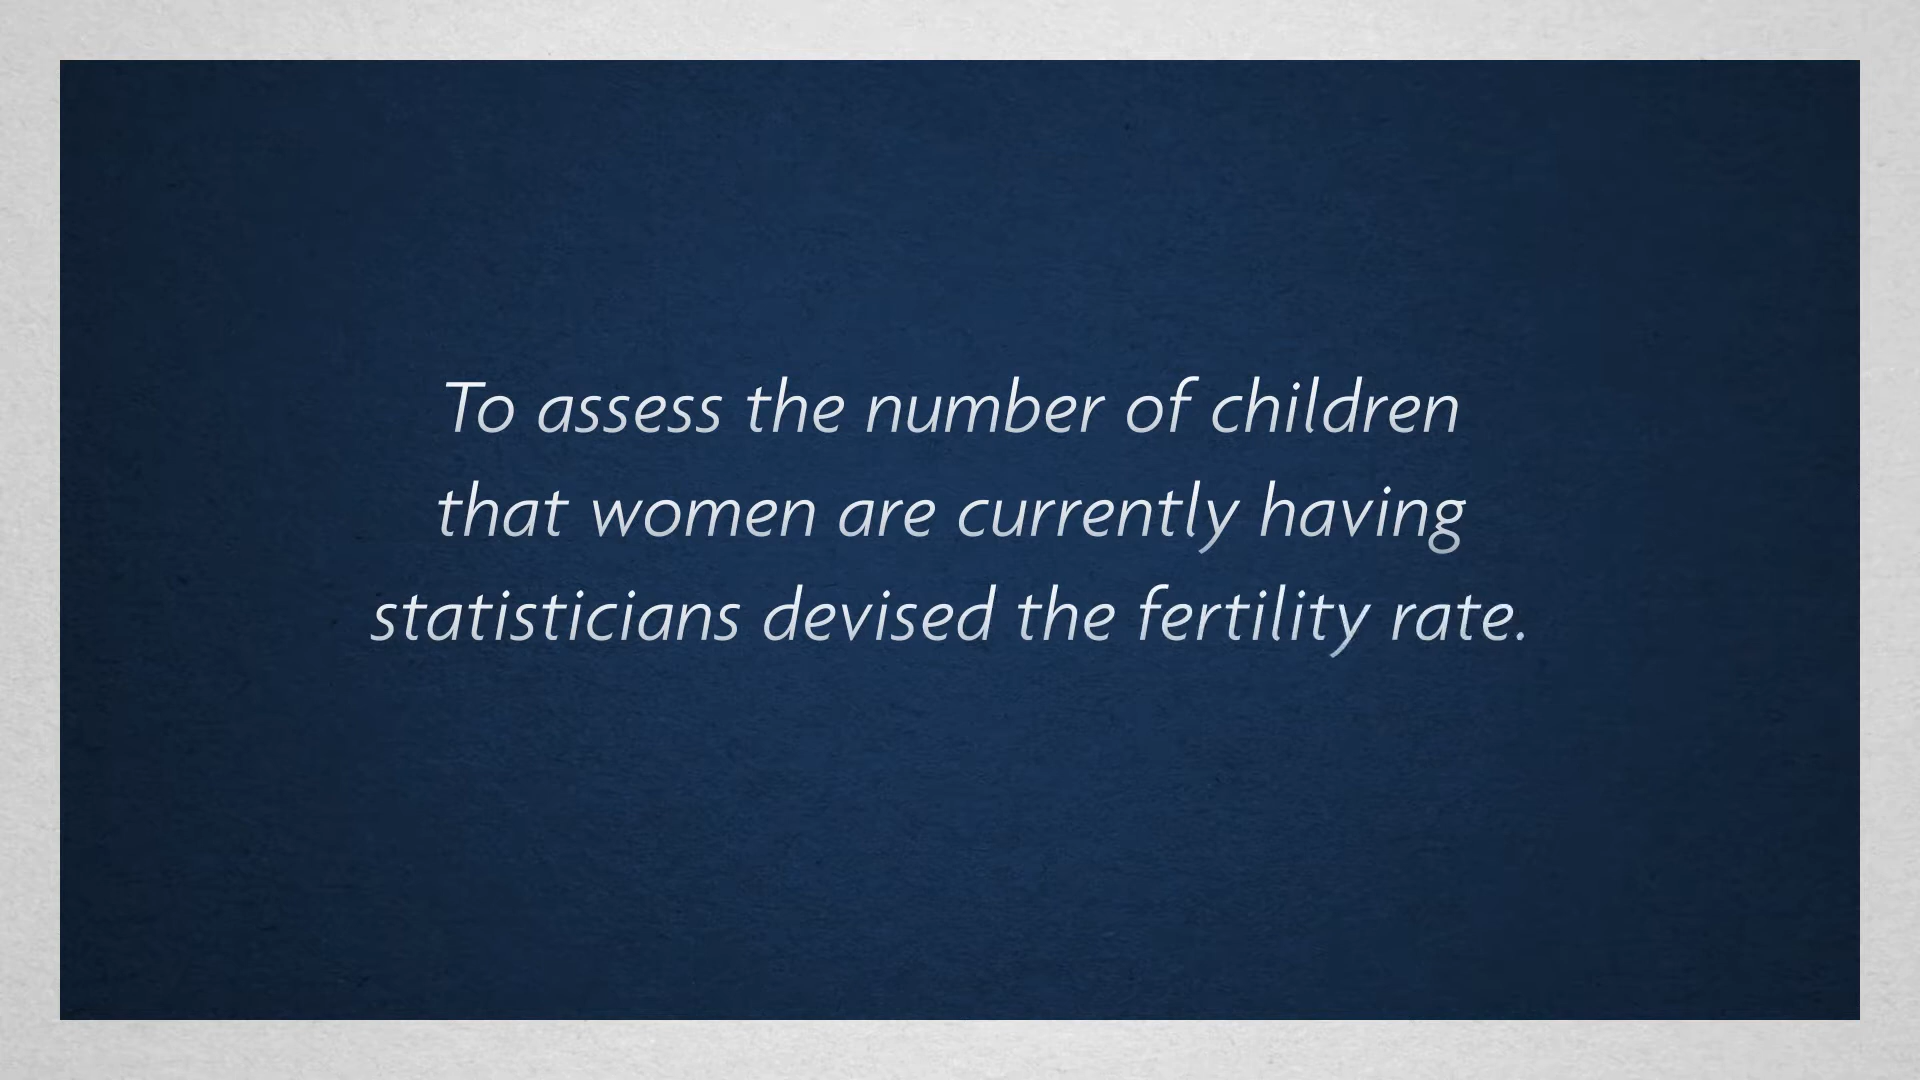 To assess the number of children
that women are currently having
statisticians devised the fertility rate.